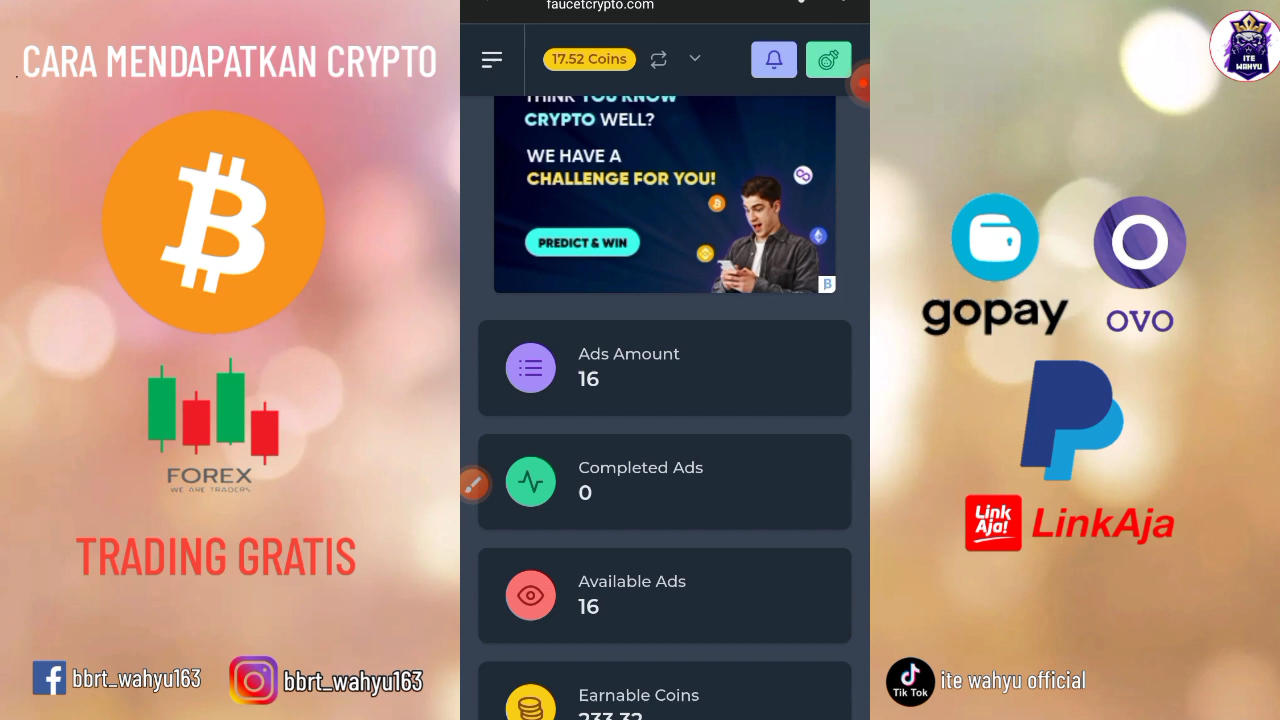 CARA MENDAPATKAN CRYPTO
FOREX
WE ARE TRADERS
TRADING GRATIS
bbrt_wahyu163
bbrt_wahyu163
faucetcrypto.com
17.52 Coins
THINK YOU KNOW
CRYPTO WELL?
WE HAVE A
CHALLENGE FOR YOU!
PREDICT & WIN
Ads Amount
16
Completed Ads
0
Available Ads
16
Earnable Coins
233.32
ITE
WAHYU
gopay
OVO
Link
Aja!
LinkAja
Tik Tok
ite wahyu official